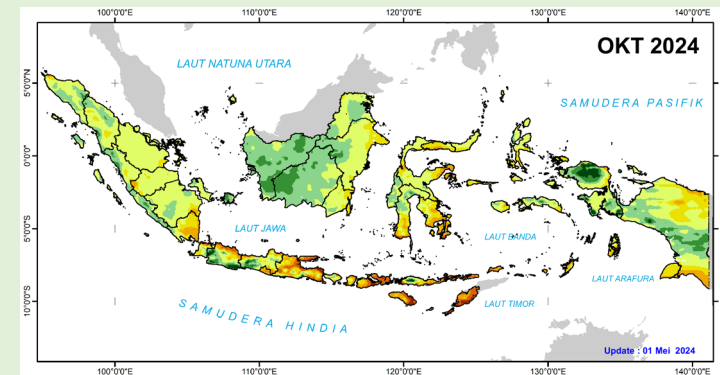 100°0'0"E 110°0'0"E 120°0'0"E 130°0'0"E 140°0'0"E
OKT 2024
LAUT NATUNA UTARA
5°0'0"N
SAMUDERA PASIFIK
0°0'0"
5°0'0"S
LAUT JAWA
LAUT BANDA
LAUT ARAFURA
10°0'0"S
SAMUDERA HINDIA
LAUT TIMOR
Update : 01 Mei 2024
100°0'0"E 110°0'0"E 120°0'0"E 130°0'0"E 140°0'0"E